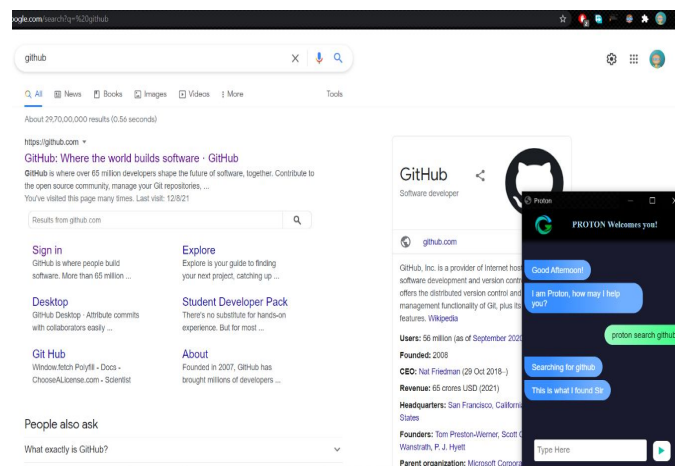 oogle.com/search?q=%20github
github
All News Books Images Videos More Tools
About 29,70,00,000 results (0.56 seconds)
https://github.com
GitHub: Where the world builds software · GitHub
GitHub is where over 65 million developers shape the future of software, together. Contribute to
the open source community, manage your Git repositories, ...
You've visited this page many times. Last visit: 12/8/21
Results from github.com
Sign in
GitHub is where people build
software. More than 65 million ...
Explore
Explore is your guide to finding
your next project, catching up ...
Desktop
GitHub Desktop · Attribute commits
with collaborators easily ...
Student Developer Pack
There's no substitute for hands-on
experience. But for most ...
Git Hub
Window.fetch Polyfill - Docs -
ChooseALicense.com - Scientist
About
Founded in 2007, GitHub has
brought millions of developers ...
People also ask
What exactly is GitHub?
GitHub
Software developer
github.com
GitHub, Inc. is a provider of Internet host
software development and version contr
offers the distributed version control and
management functionality of Git, plus its
features. Wikipedia
Users: 56 million (as of September 2020
Founded: 2008
CEO: Nat Friedman (29 Oct 2018–)
Revenue: 65 crores USD (2021)
Headquarters: San Francisco, California
States
Founders: Tom Preston-Werner, Scott C
Wanstrath, P. J. Hyett
Parent organization: Microsoft Corpora
Proton
PROTON Welcomes you!
Good Afternoon!
I am Proton, how may I help
you?
proton search github
Searching for github
This is what I found Sir
Type Here